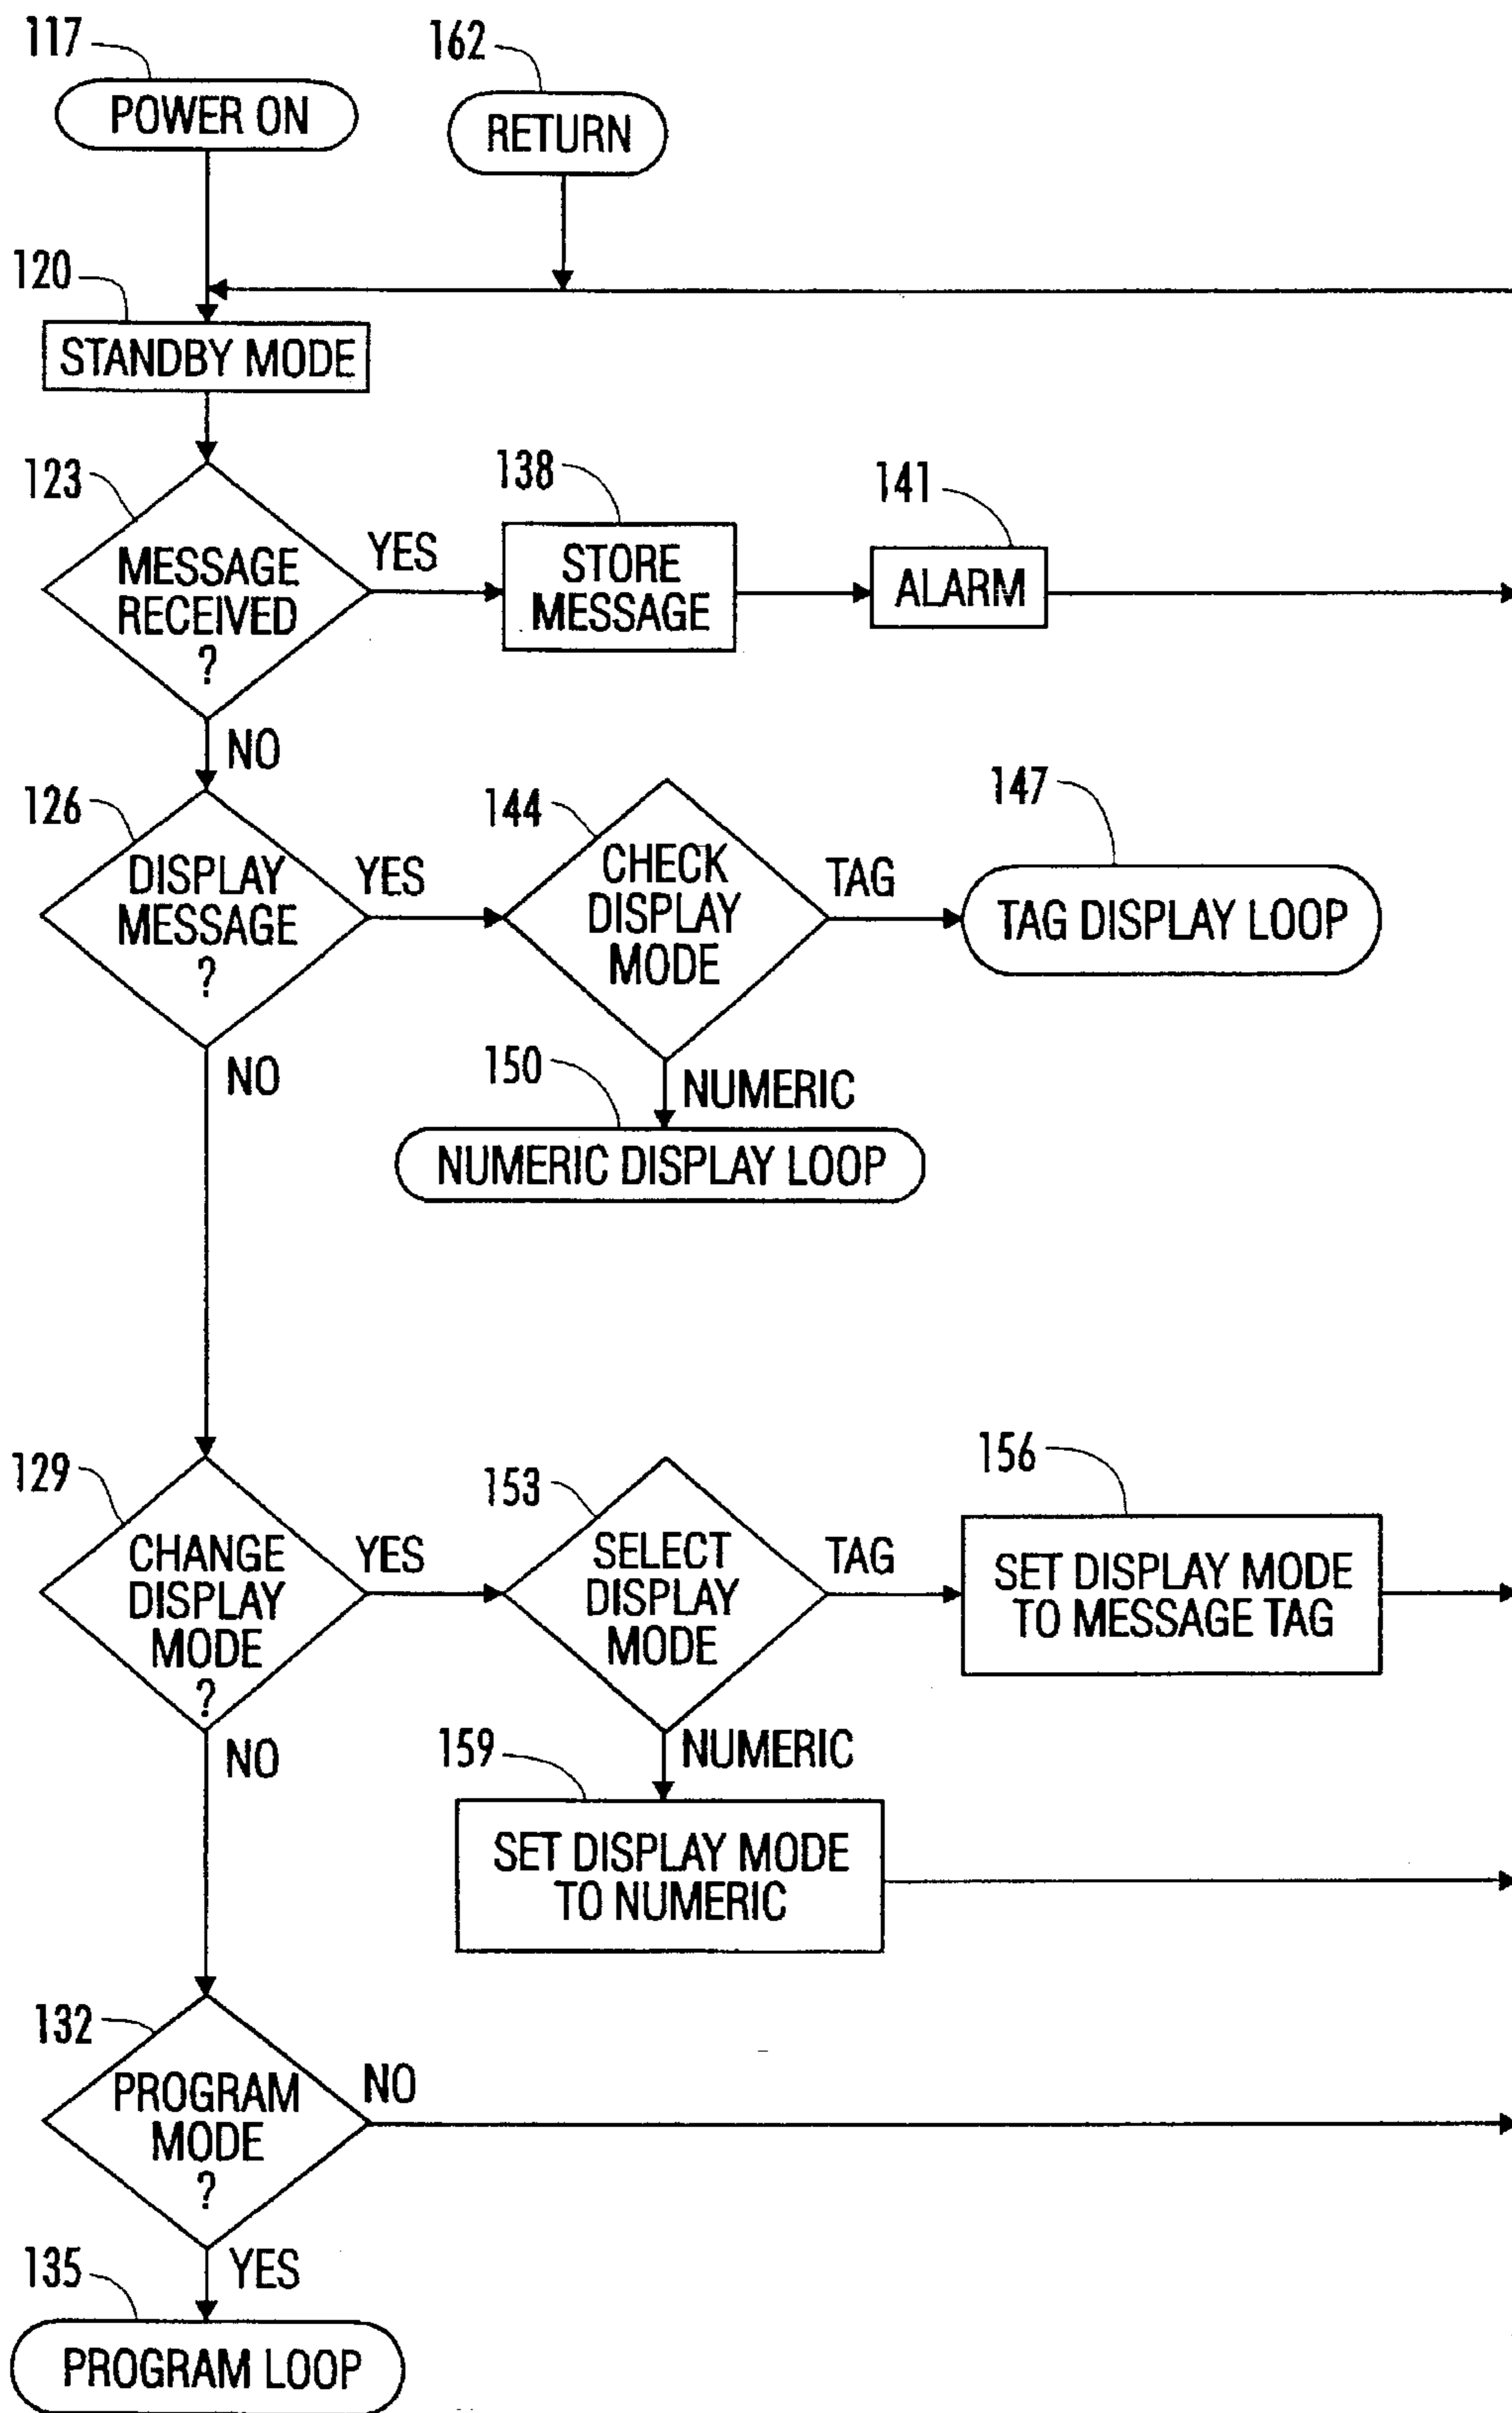 117
162
POWER ON
RETURN
120
STANDBY MODE
123
138
141
MESSAGE
RECEIVED
?
YES
STORE
MESSAGE
ALARM
NO
126
144
147
DISPLAY
MESSAGE
?
YES
CHECK
DISPLAY
MODE
TAG
TAG DISPLAY LOOP
NO
150
NUMERIC
NUMERIC DISPLAY LOOP
129
153
156
CHANGE
DISPLAY
MODE
?
YES
SELECT
DISPLAY
MODE
TAG
SET DISPLAY MODE
TO MESSAGE TAG
NO
159
NUMERIC
SET DISPLAY MODE
TO NUMERIC
132
PROGRAM
MODE
?
NO
YES
135
PROGRAM LOOP